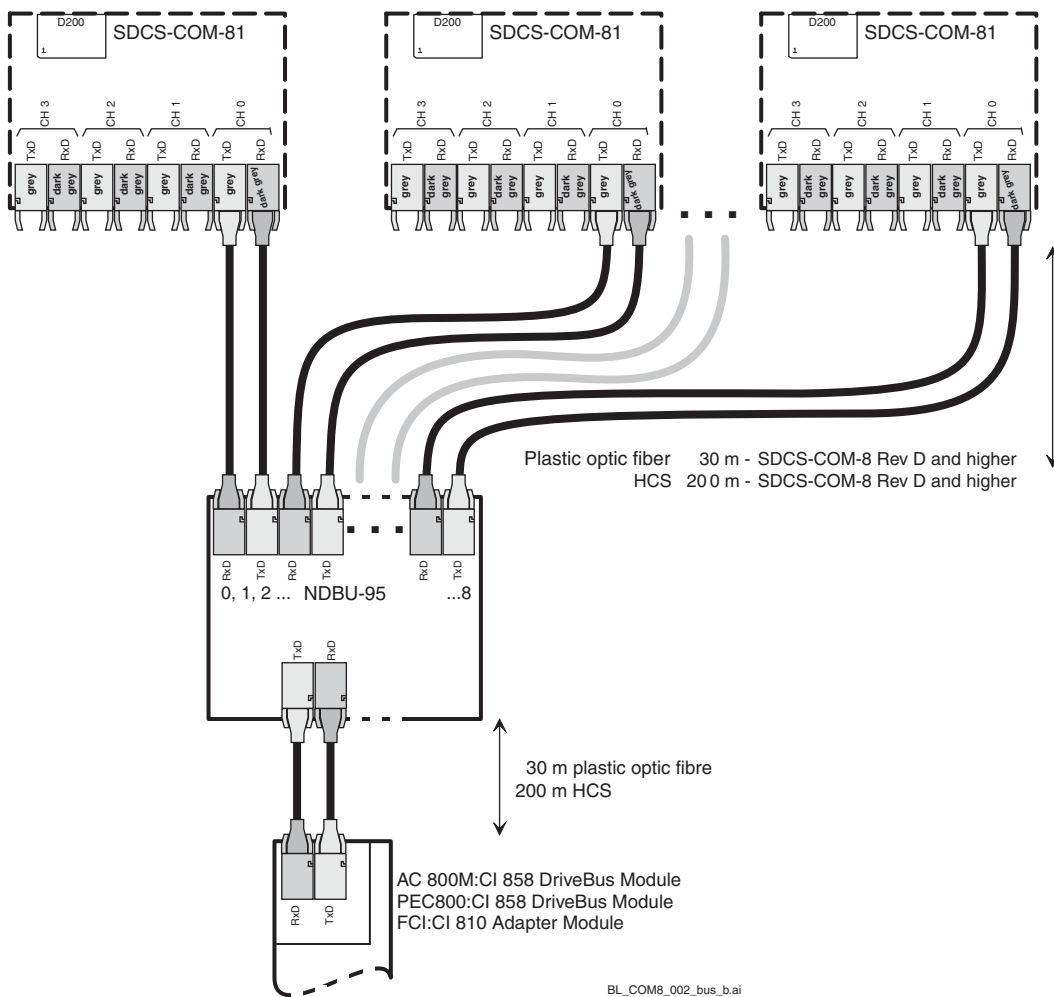 D200
1
SDCS-COM-81
D200
1
SDCS-COM-81
D200
1
SDCS-COM-81
CH 3
CH 2
CH 1
CH 0
CH 3
CH 2
CH 1
CH 0
CH 3
CH 2
CH 1
CH 0
TxD
RxD
TxD
RxD
TxD
RxD
TxD
RxD
TxD
RxD
TxD
RxD
TxD
RxD
TxD
RxD
TxD
RxD
TxD
RxD
TxD
RxD
TxD
RxD
grey
dark grey
grey
dark grey
grey
dark grey
grey
dark grey
grey
dark grey
grey
dark grey
grey
dark grey
grey
dark grey
grey
dark grey
grey
dark grey
grey
dark grey
grey
dark grey
Plastic optic fiber 30 m - SDCS-COM-8 Rev D and higher
HCS 200 m - SDCS-COM-8 Rev D and higher
RxD
TxD
RxD
TxD
RxD
TxD
0, 1, 2 ... NDBU-95 ...8
TxD
RxD
30 m plastic optic fibre
200 m HCS
RxD
TxD
AC 800M:CI 858 DriveBus Module
PEC800:CI 858 DriveBus Module
FCI:CI 810 Adapter Module
BL_COM8_002_bus_b.ai